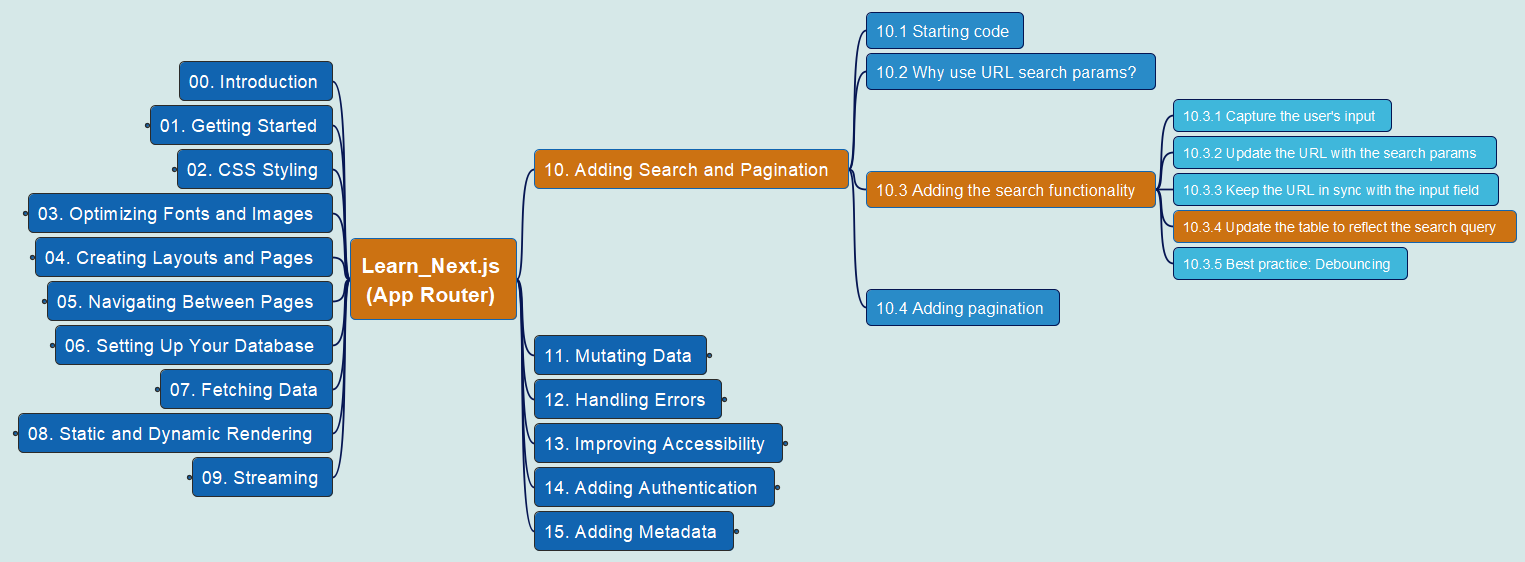 Learn_Next.js
(App Router)
00. Introduction
01. Getting Started
02. CSS Styling
03. Optimizing Fonts and Images
04. Creating Layouts and Pages
05. Navigating Between Pages
06. Setting Up Your Database
07. Fetching Data
08. Static and Dynamic Rendering
09. Streaming
10. Adding Search and Pagination
10.1 Starting code
10.2 Why use URL search params?
10.3 Adding the search functionality
10.3.1 Capture the user's input
10.3.2 Update the URL with the search params
10.3.3 Keep the URL in sync with the input field
10.3.4 Update the table to reflect the search query
10.3.5 Best practice: Debouncing
10.4 Adding pagination
11. Mutating Data
12. Handling Errors
13. Improving Accessibility
14. Adding Authentication
15. Adding Metadata